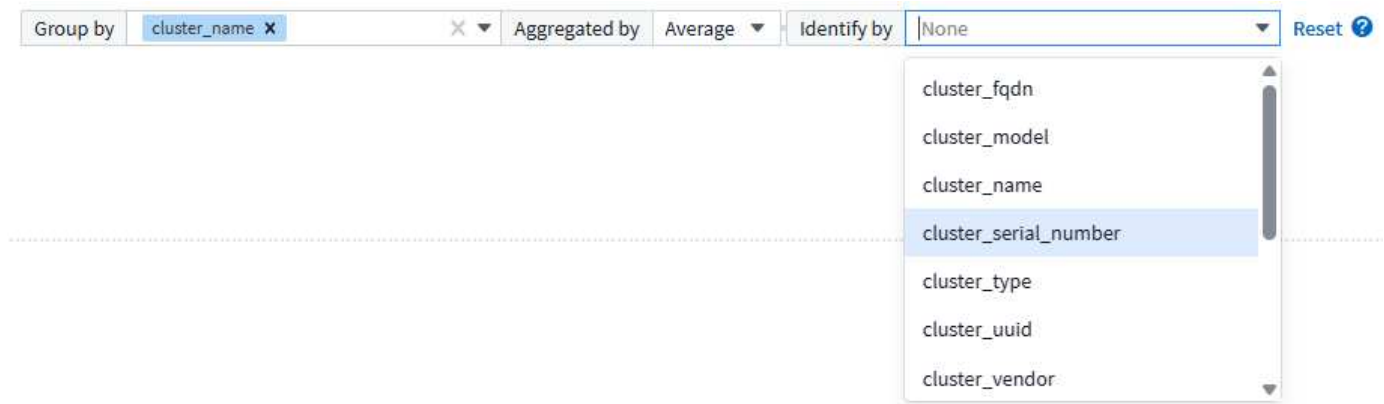 Group by cluster_name × × Aggregated by Average Identify by None Reset ?
cluster_fqdn
cluster_model
cluster_name
cluster_serial_number
cluster_type
cluster_uuid
cluster_vendor